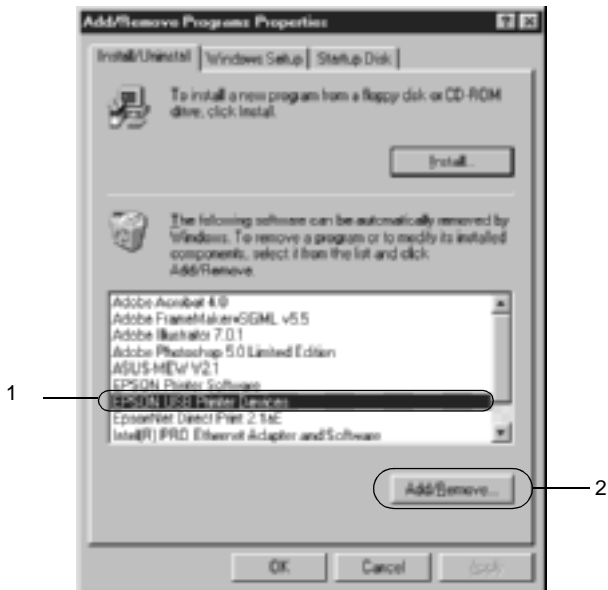 Add/Remove Programs Properties
Install/Uninstall
Windows Setup
Startup Disk
To install a new program from a floppy disk or CD-ROM
drive, click Install.
Install...
The following software can be automatically removed by
Windows. To remove a program or to modify its installed
components, select it from the list and click
Add/Remove.
Adobe Acrobat 4.0
Adobe FrameMaker+SGML v5.5
Adobe Illustrator 7.0.1
Adobe Photoshop 5.0 Limited Edition
ASUS-MEW V2.1
EPSON Printer Software
1
EPSON USB Printer Devices
EpsonNet Direct Print 2.1aE
Intel(R) PRO Ethernet Adapter and Software
Add/Remove...
2
OK
Cancel
Apply